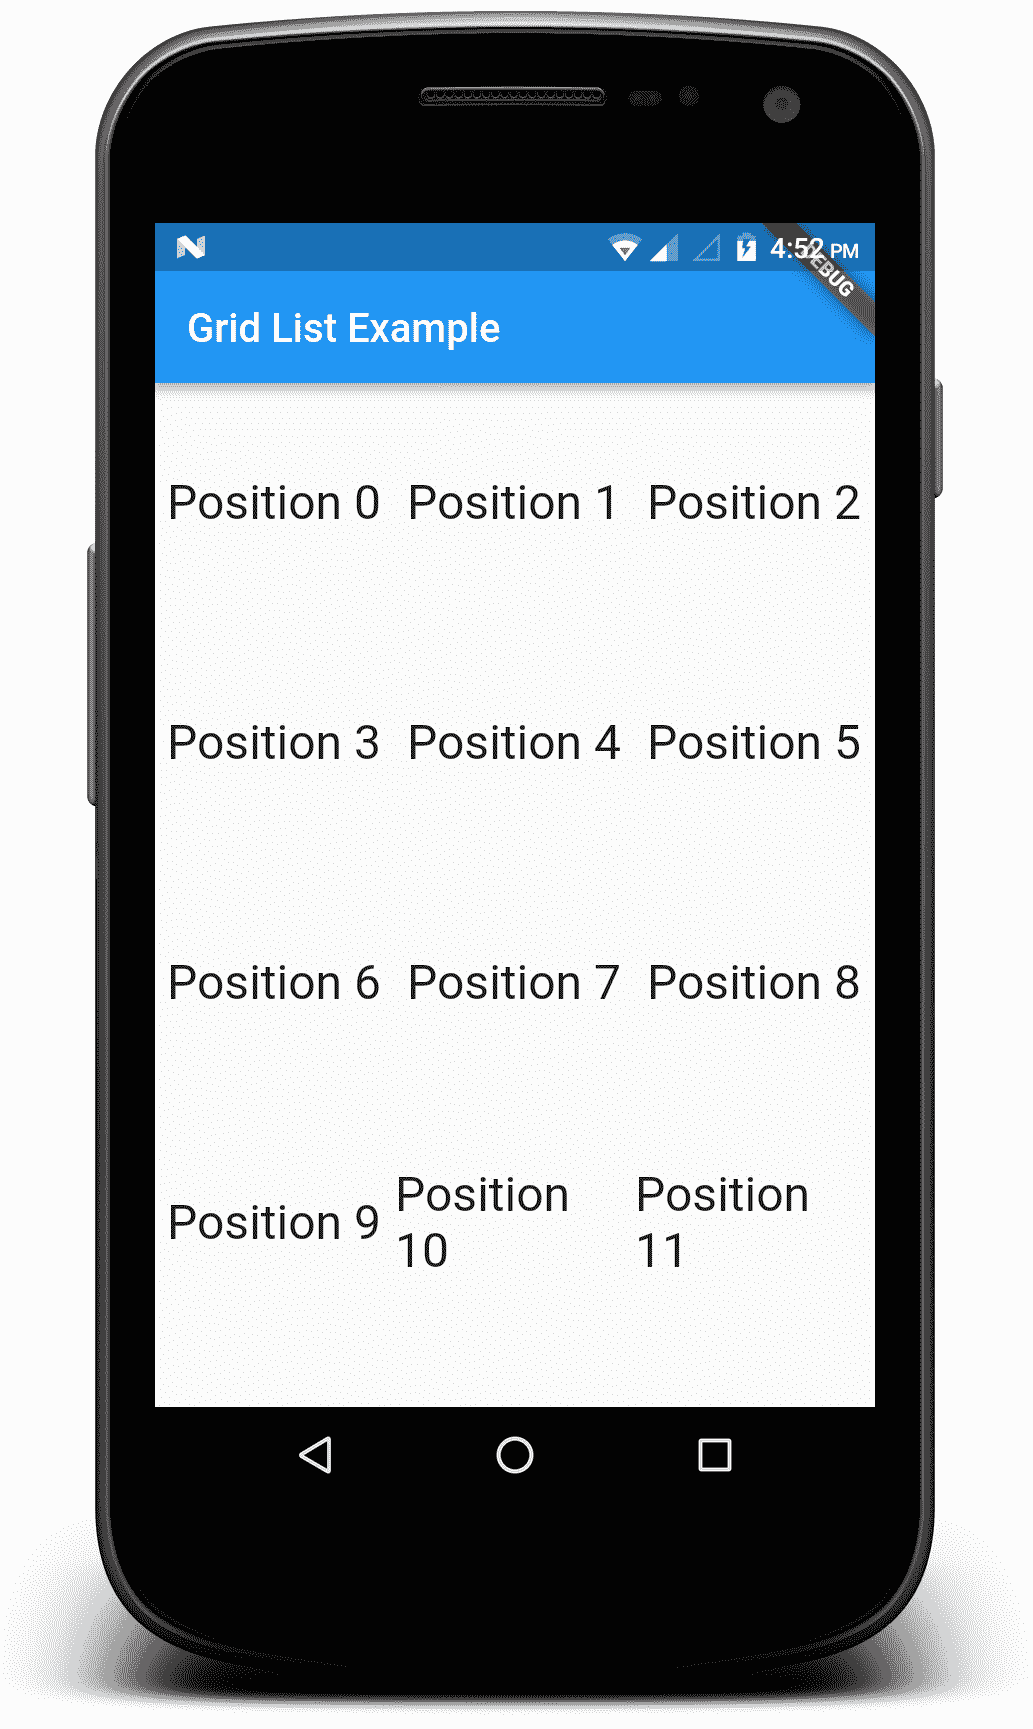 4:52 PM
DEBUG
Grid List Example
Position 0 Position 1 Position 2
Position 3 Position 4 Position 5
Position 6 Position 7 Position 8
Position 9 Position 10 Position 11